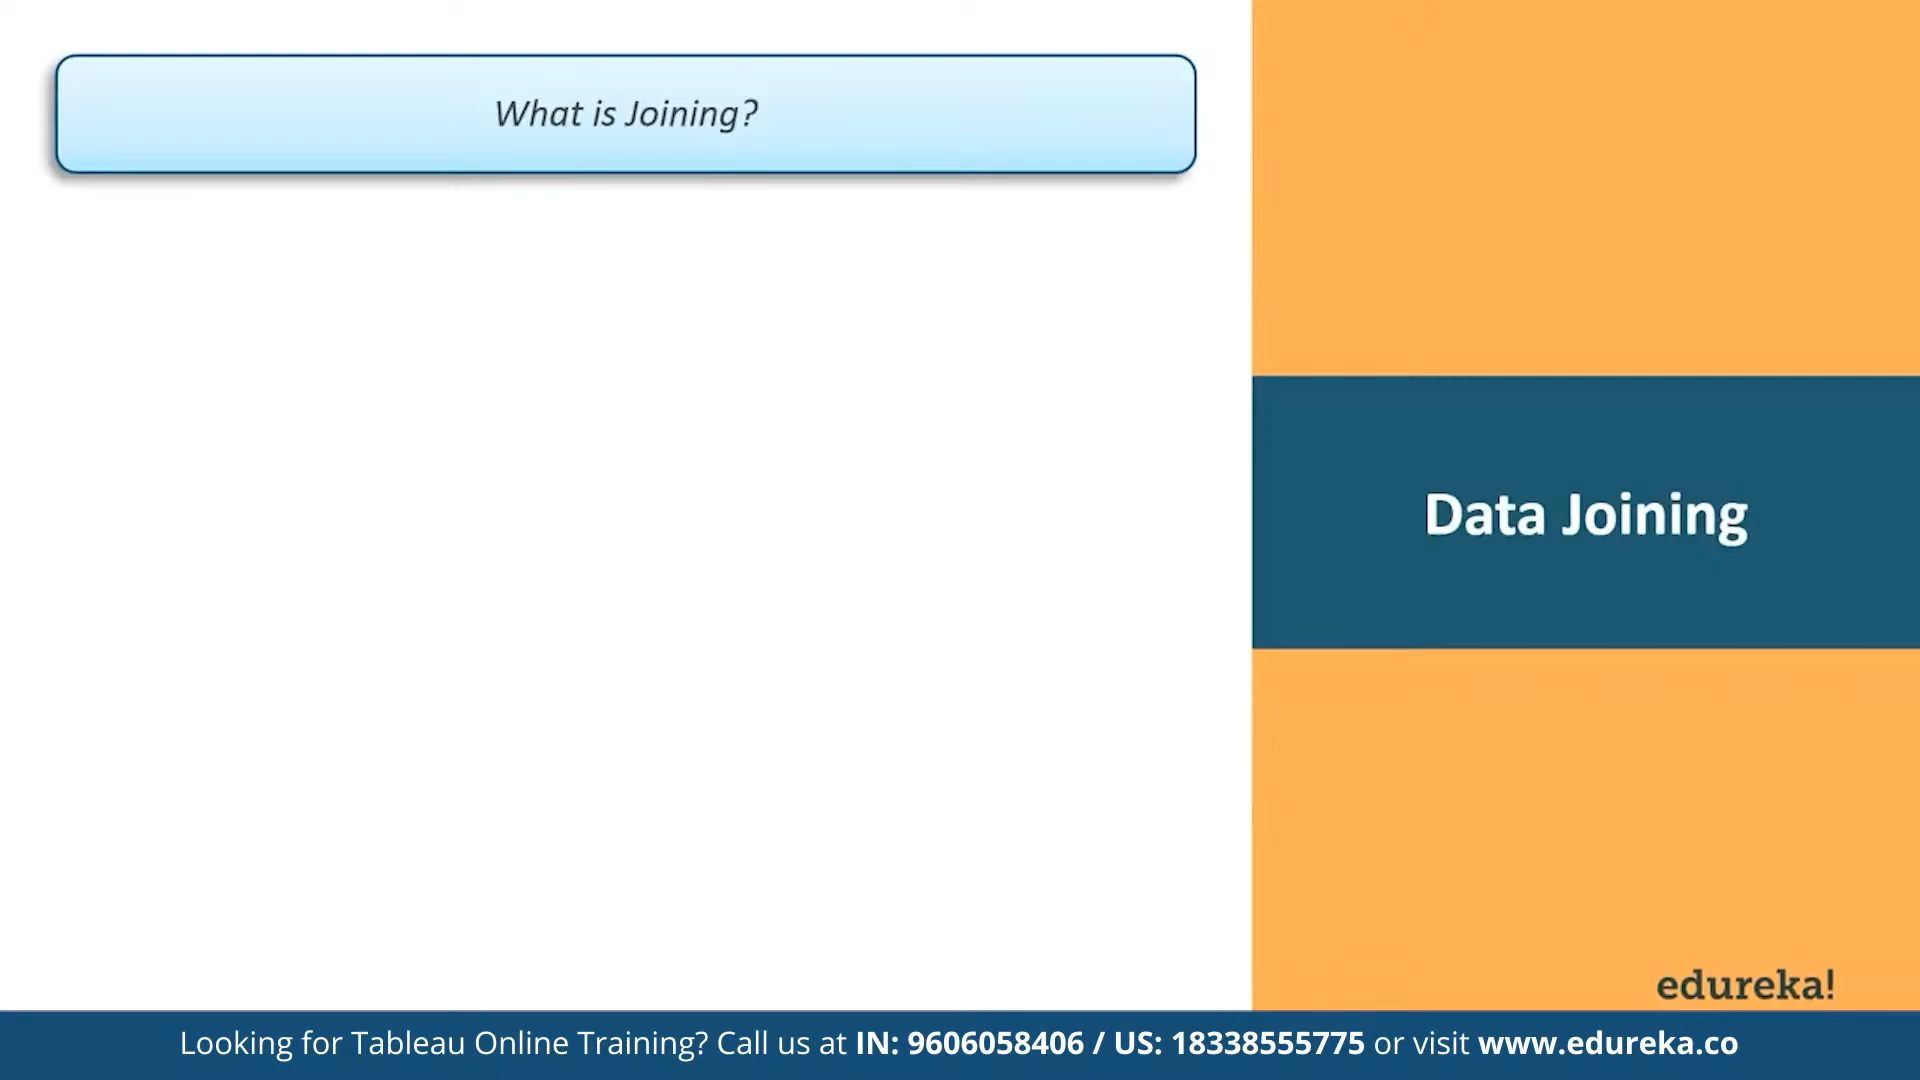 What is Joining?
Data Joining
edureka!
Looking for Tableau Online Training? Call us at IN: 9606058406 / US: 18338555775 or visit www.edureka.co